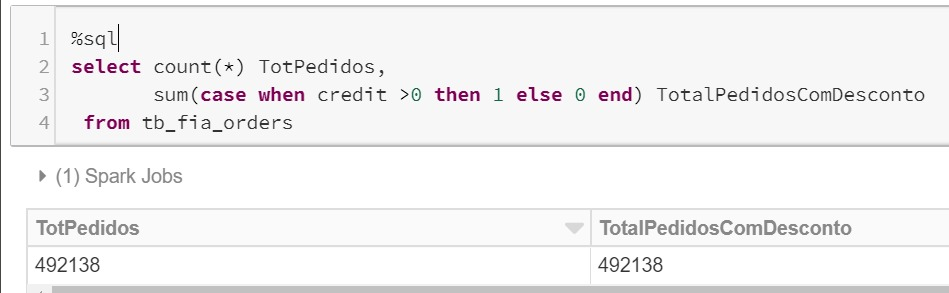 1 %sql
2 select count(*) TotPedidos,
3 sum(case when credit >0 then 1 else 0 end) TotalPedidosComDesconto
4 from tb_fia_orders
(1) Spark Jobs
TotPedidos TotalPedidosComDesconto
492138 492138